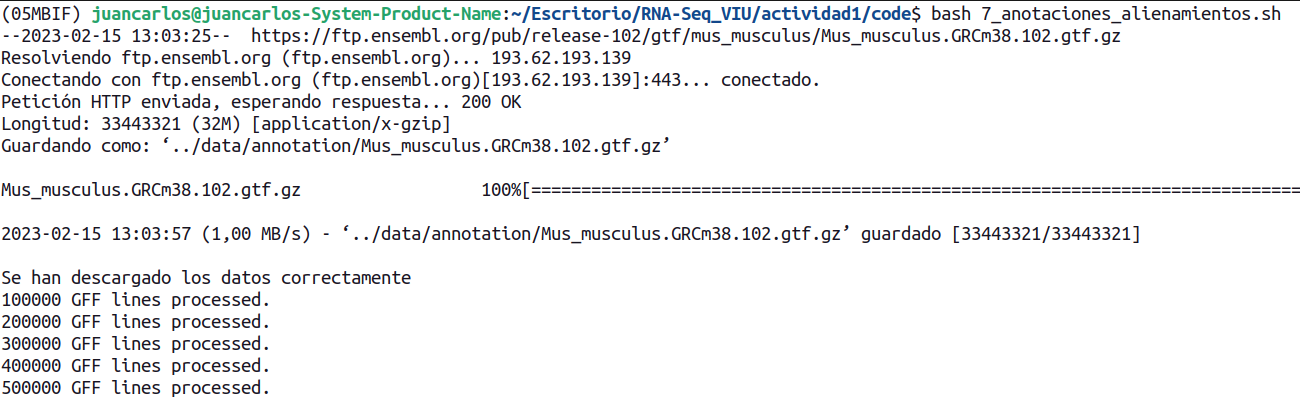 (05MBIF) juancarlos@juancarlos-System-Product-Name:~/Escritorio/RNA-Seq_VIU/actividad1/code$ bash 7_anotaciones_alienamientos.sh
--2023-02-15 13:03:25--  https://ftp.ensembl.org/pub/release-102/gtf/mus_musculus/Mus_musculus.GRCm38.102.gtf.gz
Resolviendo ftp.ensembl.org (ftp.ensembl.org)... 193.62.193.139
Conectando con ftp.ensembl.org (ftp.ensembl.org)[193.62.193.139]:443... conectado.
Petición HTTP enviada, esperando respuesta... 200 OK
Longitud: 33443321 (32M) [application/x-gzip]
Guardando como: ‘../data/annotation/Mus_musculus.GRCm38.102.gtf.gz’
Mus_musculus.GRCm38.102.gtf.gz                  100%[=============================================================================
2023-02-15 13:03:57 (1,00 MB/s) - ‘../data/annotation/Mus_musculus.GRCm38.102.gtf.gz’ guardado [33443321/33443321]
Se han descargado los datos correctamente
100000 GFF lines processed.
200000 GFF lines processed.
300000 GFF lines processed.
400000 GFF lines processed.
500000 GFF lines processed.